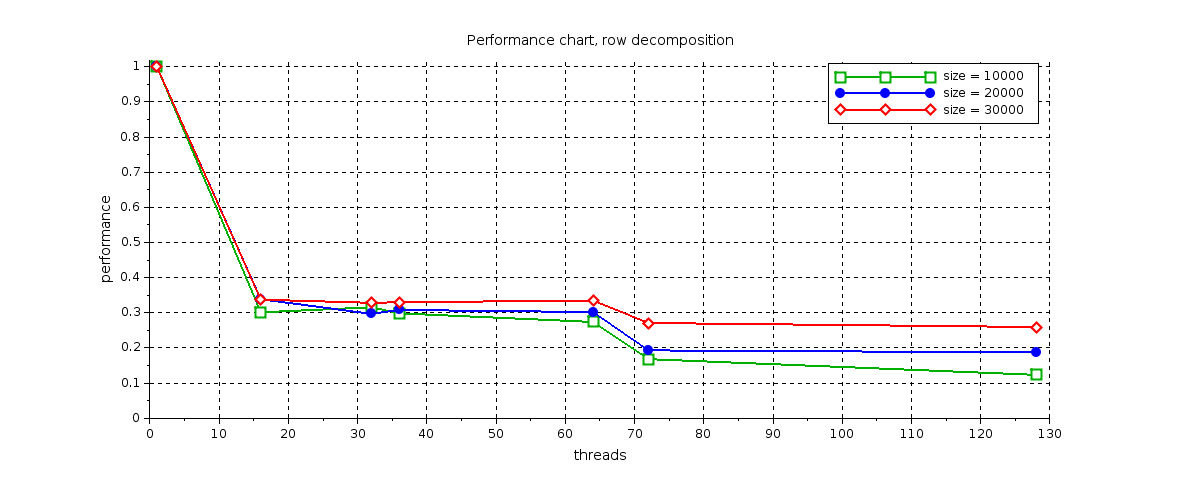 Performance chart, row decomposition
size = 10000
size = 20000
size = 30000
performance
1
0.9
0.8
0.7
0.6
0.5
0.4
0.3
0.2
0.1
0
0 10 20 30 40 50 60 70 80 90 100 110 120 130
threads